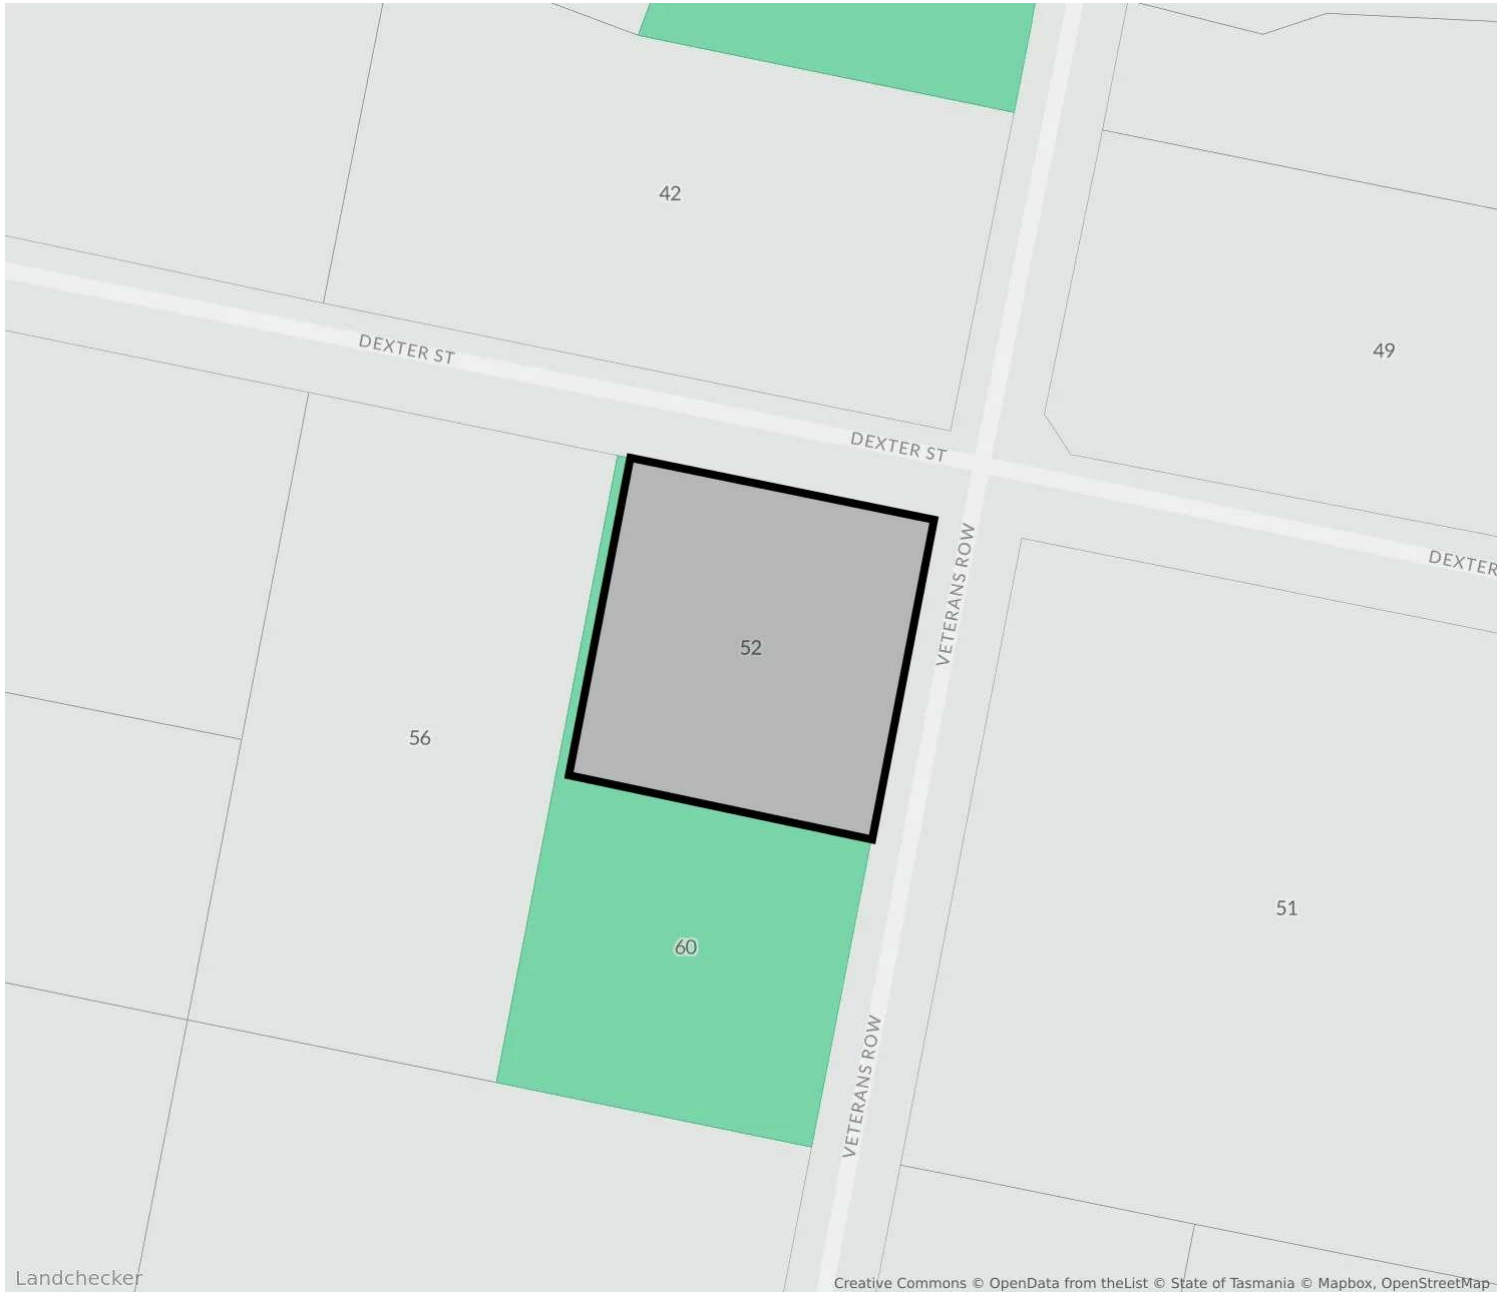 42
49
DEXTER ST
DEXTER ST
DEXTER
VETERANS ROW
52
56
51
60
VETERANS ROW
Landchecker
Creative Commons © OpenData from theList © State of Tasmania © Mapbox, OpenStreetMap